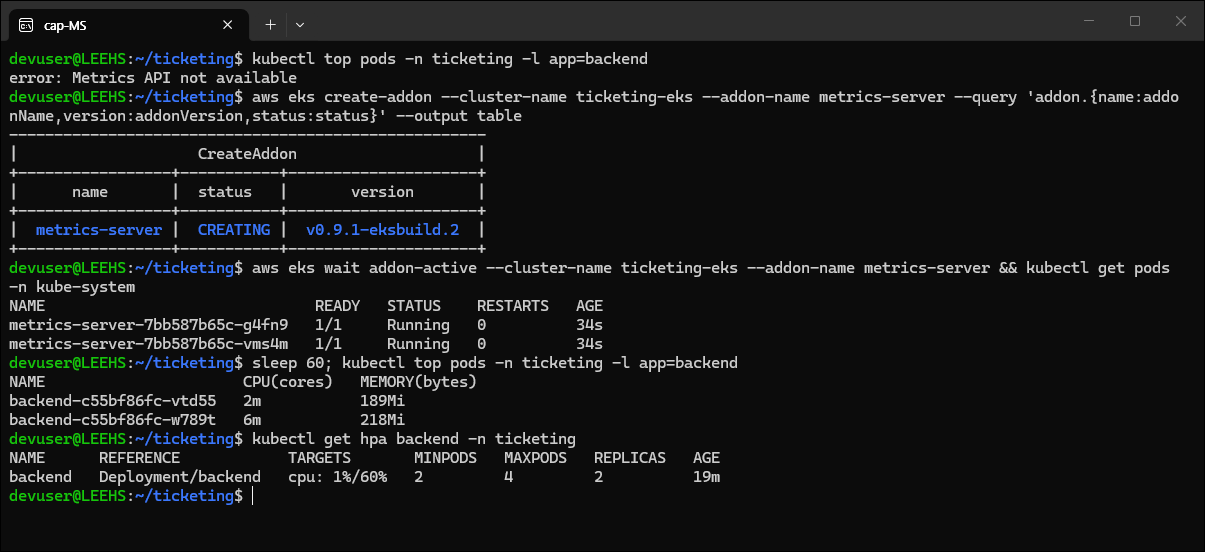 cap-MS
devuser@LEEHS:~/ticketing$ kubectl top pods -n ticketing -l app=backend
error: Metrics API not available
devuser@LEEHS:~/ticketing$ aws eks create-addon --cluster-name ticketing-eks --addon-name metrics-server --query 'addon.{name:addo
nName,version:addonVersion,status:status}' --output table
-----------------------------------------------------
|                    CreateAddon                    |
+-----------------+-----------+---------------------+
|      name       |  status   |       version       |
+-----------------+-----------+---------------------+
|  metrics-server |  CREATING |  v0.9.1-eksbuild.2  |
+-----------------+-----------+---------------------+
devuser@LEEHS:~/ticketing$ aws eks wait addon-active --cluster-name ticketing-eks --addon-name metrics-server && kubectl get pods
-n kube-system
NAME                              READY   STATUS    RESTARTS   AGE
metrics-server-7bb587b65c-g4fn9   1/1     Running   0          34s
metrics-server-7bb587b65c-vms4m   1/1     Running   0          34s
devuser@LEEHS:~/ticketing$ sleep 60; kubectl top pods -n ticketing -l app=backend
NAME                      CPU(cores)   MEMORY(bytes)
backend-c55bf86fc-vtd55   2m           189Mi
backend-c55bf86fc-w789t   6m           218Mi
devuser@LEEHS:~/ticketing$ kubectl get hpa backend -n ticketing
NAME      REFERENCE            TARGETS       MINPODS   MAXPODS   REPLICAS   AGE
backend   Deployment/backend   cpu: 1%/60%   2         4         2          19m
devuser@LEEHS:~/ticketing$